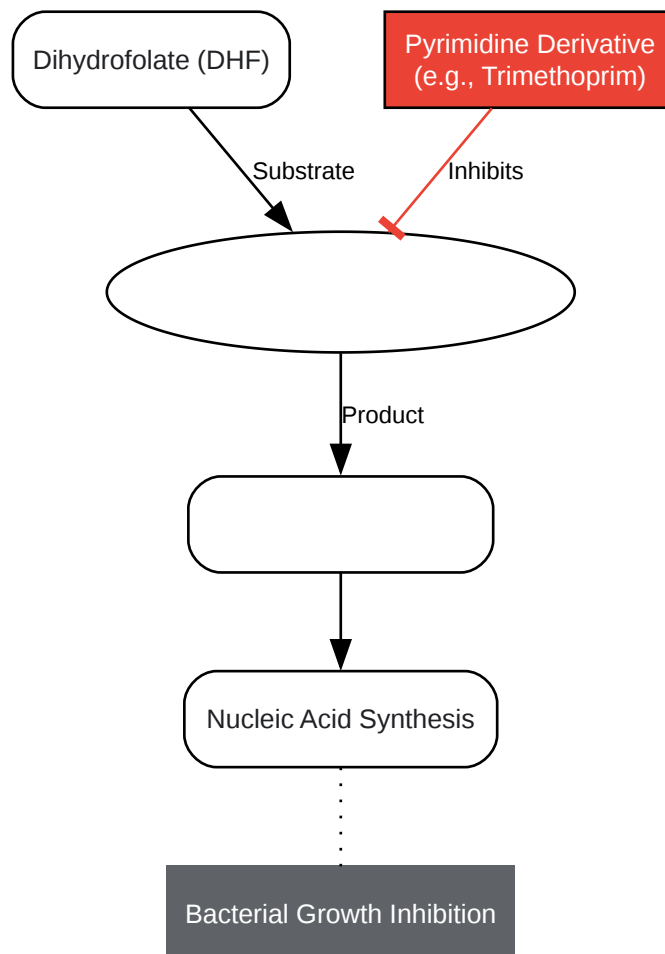 Dihydrofolate (DHF)
Pyrimidine Derivative
(e.g., Trimethoprim)
Substrate
Inhibits
Product
Nucleic Acid Synthesis
Bacterial Growth Inhibition